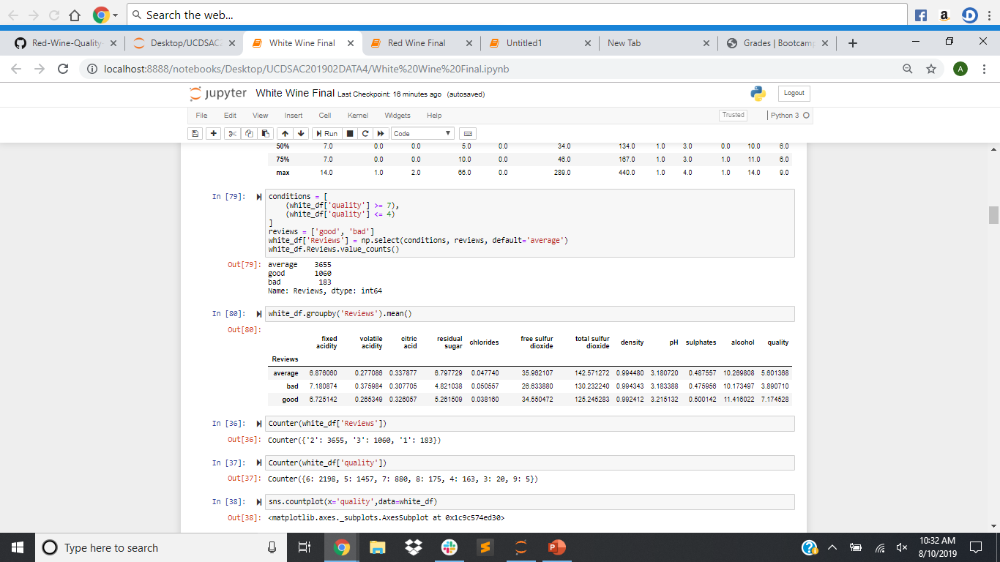 Search the web...
Red-Wine-Quality
Desktop/UCDSAC
White Wine Final
Red Wine Final
Untitled1
New Tab
Grades | Bootcamp
localhost:8888/notebooks/Desktop/UCDSAC201902DATA4/White%20Wine%20Final.ipynb
A
jupyter White Wine Final Last Checkpoint: 16 minutes ago (autosaved)
Logout
File Edit View Insert Cell Kernel Widgets Help
Trusted
Python 3
Run
Code
50% 7.0 0.0 0.0 5.0 0.0 34.0 134.0 1.0 3.0 0.0 10.0 6.0
75% 7.0 0.0 0.0 10.0 0.0 46.0 167.0 1.0 3.0 1.0 11.0 6.0
max 14.0 1.0 2.0 66.0 0.0 289.0 440.0 1.0 4.0 1.0 14.0 9.0
In [79]: conditions = [
(white_df['quality'] >= 7),
(white_df['quality'] <= 4)
]
reviews = ['good', 'bad']
white_df['Reviews'] = np.select(conditions, reviews, default='average')
white_df.Reviews.value_counts()
Out[79]: average 3655
good 1060
bad 183
Name: Reviews, dtype: int64
In [80]: white_df.groupby('Reviews').mean()
Out[80]:
fixed acidity volatile acidity citric acid residual sugar chlorides free sulfur dioxide total sulfur dioxide density pH sulphates alcohol quality
Reviews
average 6.876060 0.277086 0.337877 6.797729 0.047740 35.962107 142.571272 0.994480 3.180720 0.487557 10.269808 5.601368
bad 7.180874 0.375984 0.307705 4.821038 0.050557 26.633880 130.232240 0.994343 3.183388 0.475956 10.173497 3.890710
good 6.725142 0.265349 0.326057 5.261509 0.038160 34.550472 125.245283 0.992412 3.215132 0.500142 11.416022 7.174528
In [36]: Counter(white_df['Reviews'])
Out[36]: Counter({'2': 3655, '3': 1060, '1': 183})
In [37]: Counter(white_df['quality'])
Out[37]: Counter({6: 2198, 5: 1457, 7: 880, 8: 175, 4: 163, 3: 20, 9: 5})
In [38]: sns.countplot(x='quality',data=white_df)
Out[38]: <matplotlib.axes._subplots.AxesSubplot at 0x1c9c574ed30>
Type here to search
10:32 AM
8/10/2019